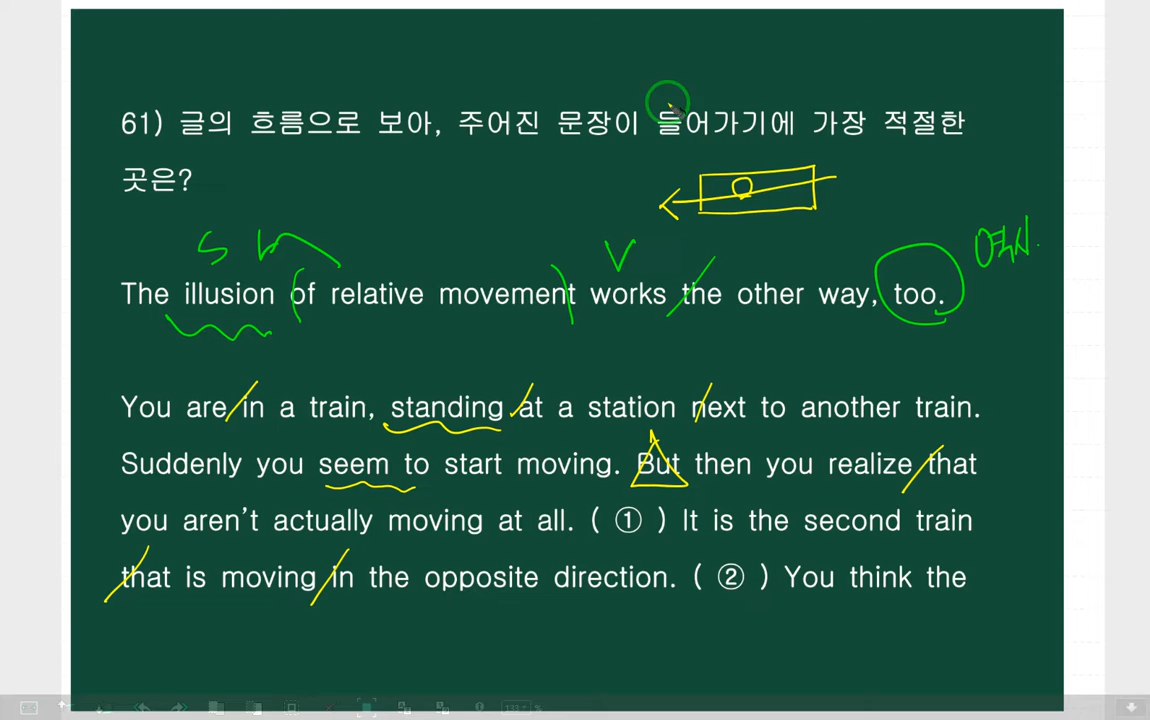 61) 글의 흐름으로 보아, 주어진 문장이 들어가기에 가장 적절한
곳은?
S
V
역시
The illusion of relative movement works the other way, too.
You are in a train, standing at a station next to another train.
Suddenly you seem to start moving. But then you realize that
you aren't actually moving at all. ( ① ) It is the second train
that is moving in the opposite direction. ( ② ) You think the
133 %